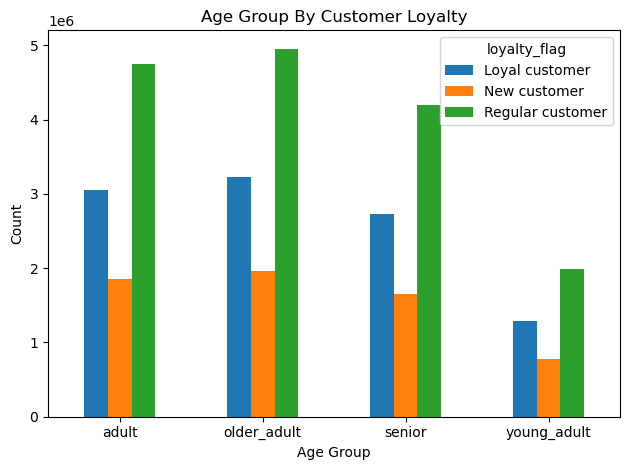 Age Group By Customer Loyalty
1e6
loyalty_flag
Loyal customer
New customer
Regular customer
5
4
3
2
1
0
Count
adult older_adult senior young_adult
Age Group